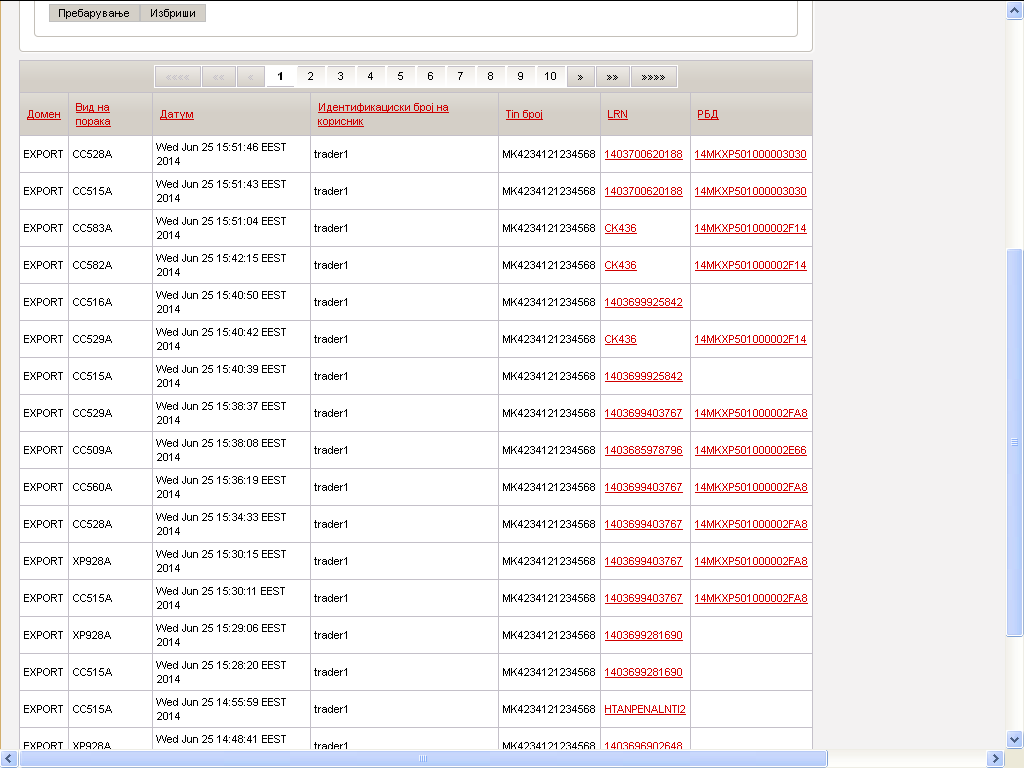 Пребарување Избриши
<<<< << < 1 2 3 4 5 6 7 8 9 10 » »» »»»»
Домен Вид на порака Датум Идентификациски број на корисник Tin број LRN РБД
EXPORT CC528A Wed Jun 25 15:51:46 EEST 2014 trader1 MK4234121234568 1403700620188 14MKXP501000003030
EXPORT CC515A Wed Jun 25 15:51:43 EEST 2014 trader1 MK4234121234568 1403700620188 14MKXP501000003030
EXPORT CC583A Wed Jun 25 15:51:04 EEST 2014 trader1 MK4234121234568 CK436 14MKXP501000002F14
EXPORT CC582A Wed Jun 25 15:42:15 EEST 2014 trader1 MK4234121234568 CK436 14MKXP501000002F14
EXPORT CC516A Wed Jun 25 15:40:50 EEST 2014 trader1 MK4234121234568 1403699925842
EXPORT CC529A Wed Jun 25 15:40:42 EEST 2014 trader1 MK4234121234568 CK436 14MKXP501000002F14
EXPORT CC515A Wed Jun 25 15:40:39 EEST 2014 trader1 MK4234121234568 1403699925842
EXPORT CC529A Wed Jun 25 15:38:37 EEST 2014 trader1 MK4234121234568 1403699403767 14MKXP501000002FA8
EXPORT CC509A Wed Jun 25 15:38:08 EEST 2014 trader1 MK4234121234568 1403685978796 14MKXP501000002E66
EXPORT CC560A Wed Jun 25 15:36:19 EEST 2014 trader1 MK4234121234568 1403699403767 14MKXP501000002FA8
EXPORT CC528A Wed Jun 25 15:34:33 EEST 2014 trader1 MK4234121234568 1403699403767 14MKXP501000002FA8
EXPORT XP928A Wed Jun 25 15:30:15 EEST 2014 trader1 MK4234121234568 1403699403767 14MKXP501000002FA8
EXPORT CC515A Wed Jun 25 15:30:11 EEST 2014 trader1 MK4234121234568 1403699403767 14MKXP501000002FA8
EXPORT XP928A Wed Jun 25 15:29:06 EEST 2014 trader1 MK4234121234568 1403699281690
EXPORT CC515A Wed Jun 25 15:28:20 EEST 2014 trader1 MK4234121234568 1403699281690
EXPORT CC515A Wed Jun 25 14:55:59 EEST 2014 trader1 MK4234121234568 HTANPENALNTI2
EXPORT XP928A Wed Jun 25 14:48:41 EEST trader1 MK4234121234568 1403696902648